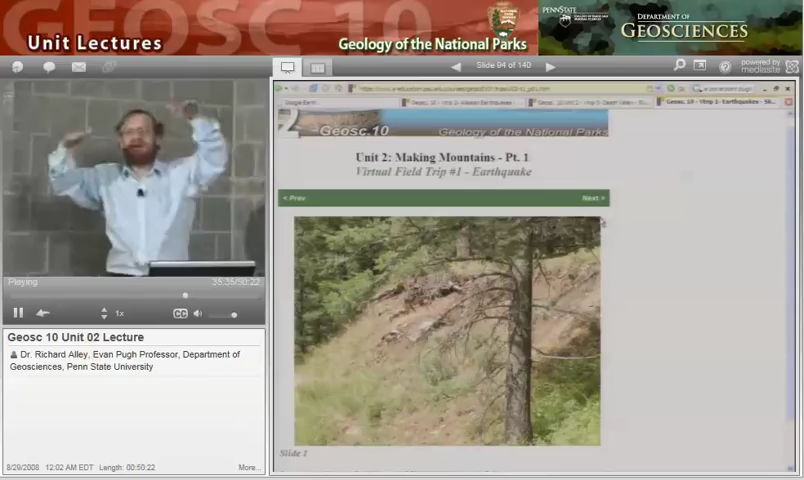 GEOSC.10
Unit Lectures
Geology of the National Parks
PENNSTATE
DEPARTMENT OF
GEOSCIENCES
Slide 94 of 140
powered by
mediasite
Google Earth
2
Geosc.10
Geology of the National Parks
Unit 2: Making Mountains - Pt. 1
Virtual Field Trip #1 - Earthquake
< Prev
Next >
Slide 1
Playing
35:35/50:22
1x
CC
Geosc 10 Unit 02 Lecture
Dr. Richard Alley, Evan Pugh Professor, Department of
Geosciences, Penn State University
8/29/2008 12:02 AM EDT Length: 00:50:22
More...